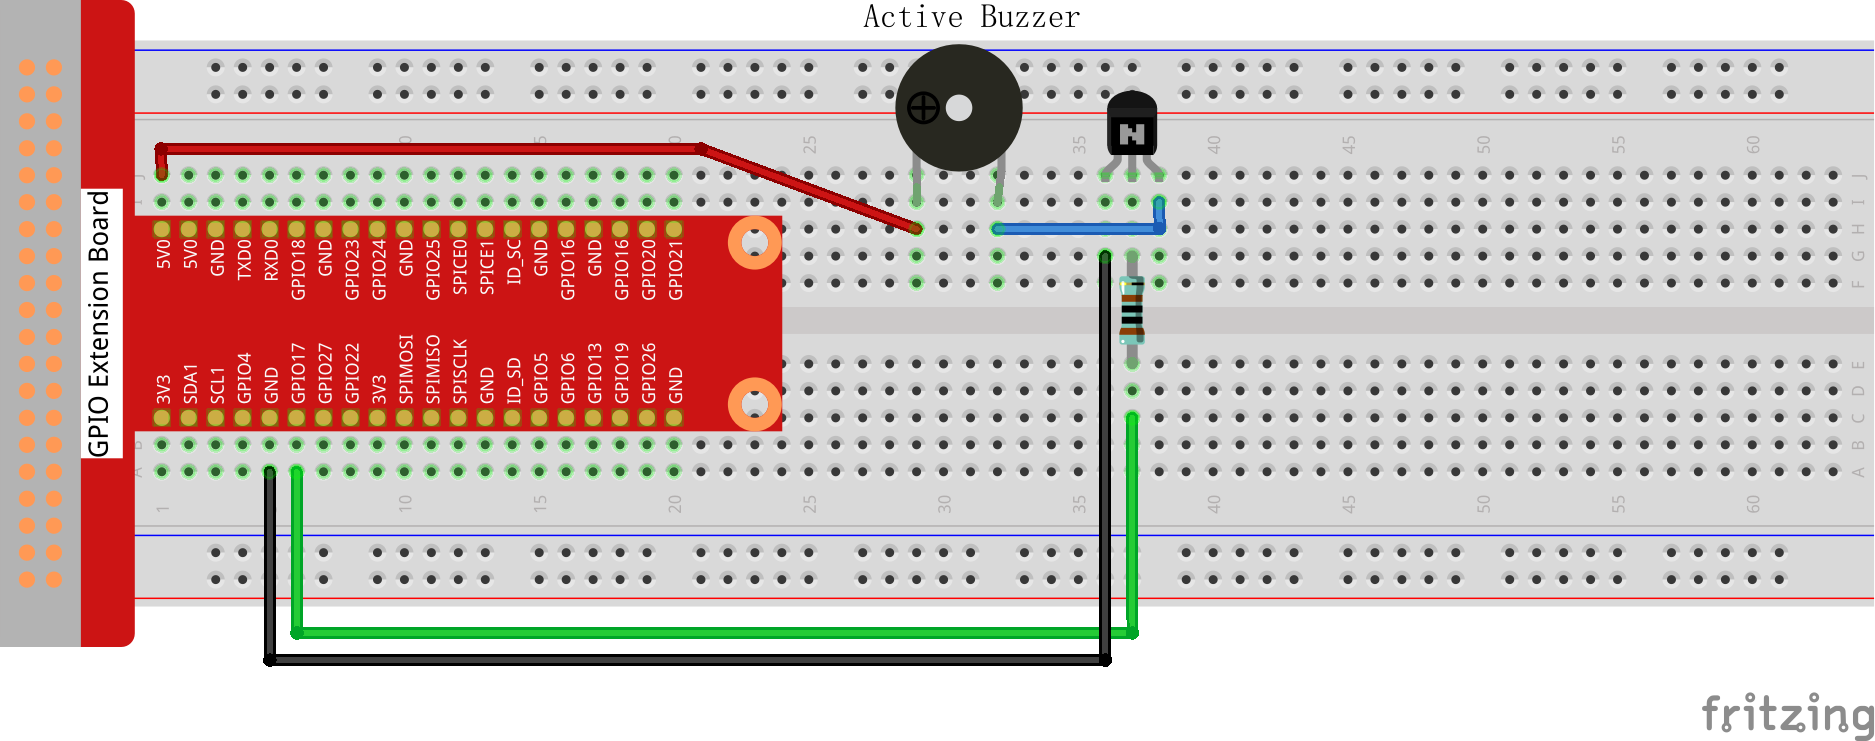 Active Buzzer
0 5 0 25 35 40 45 50 55 60
J J
I I
H
G
F
5V0 5V0 GND TXD0 RXD0 GPIO18 GND GPIO23 GPIO24 GND GPIO25 SPICE0 SPICE1 ID_SC GND GPIO16 GND GPIO16 GPIO20 GPIO21
GPIO Extension Board
3V3 SDA1 SCL1 GPIO4 GND GPIO17 GPIO27 GPIO22 3V3 SPIMOSI SPIMISO SPISCLK GND ID_SD GPIO5 GPIO6 GPIO13 GPIO19 GPIO26 GND
E
D
C
B B
A A
1 10 15 20 25 30 35 40 45 50 55 60
N
fritzing